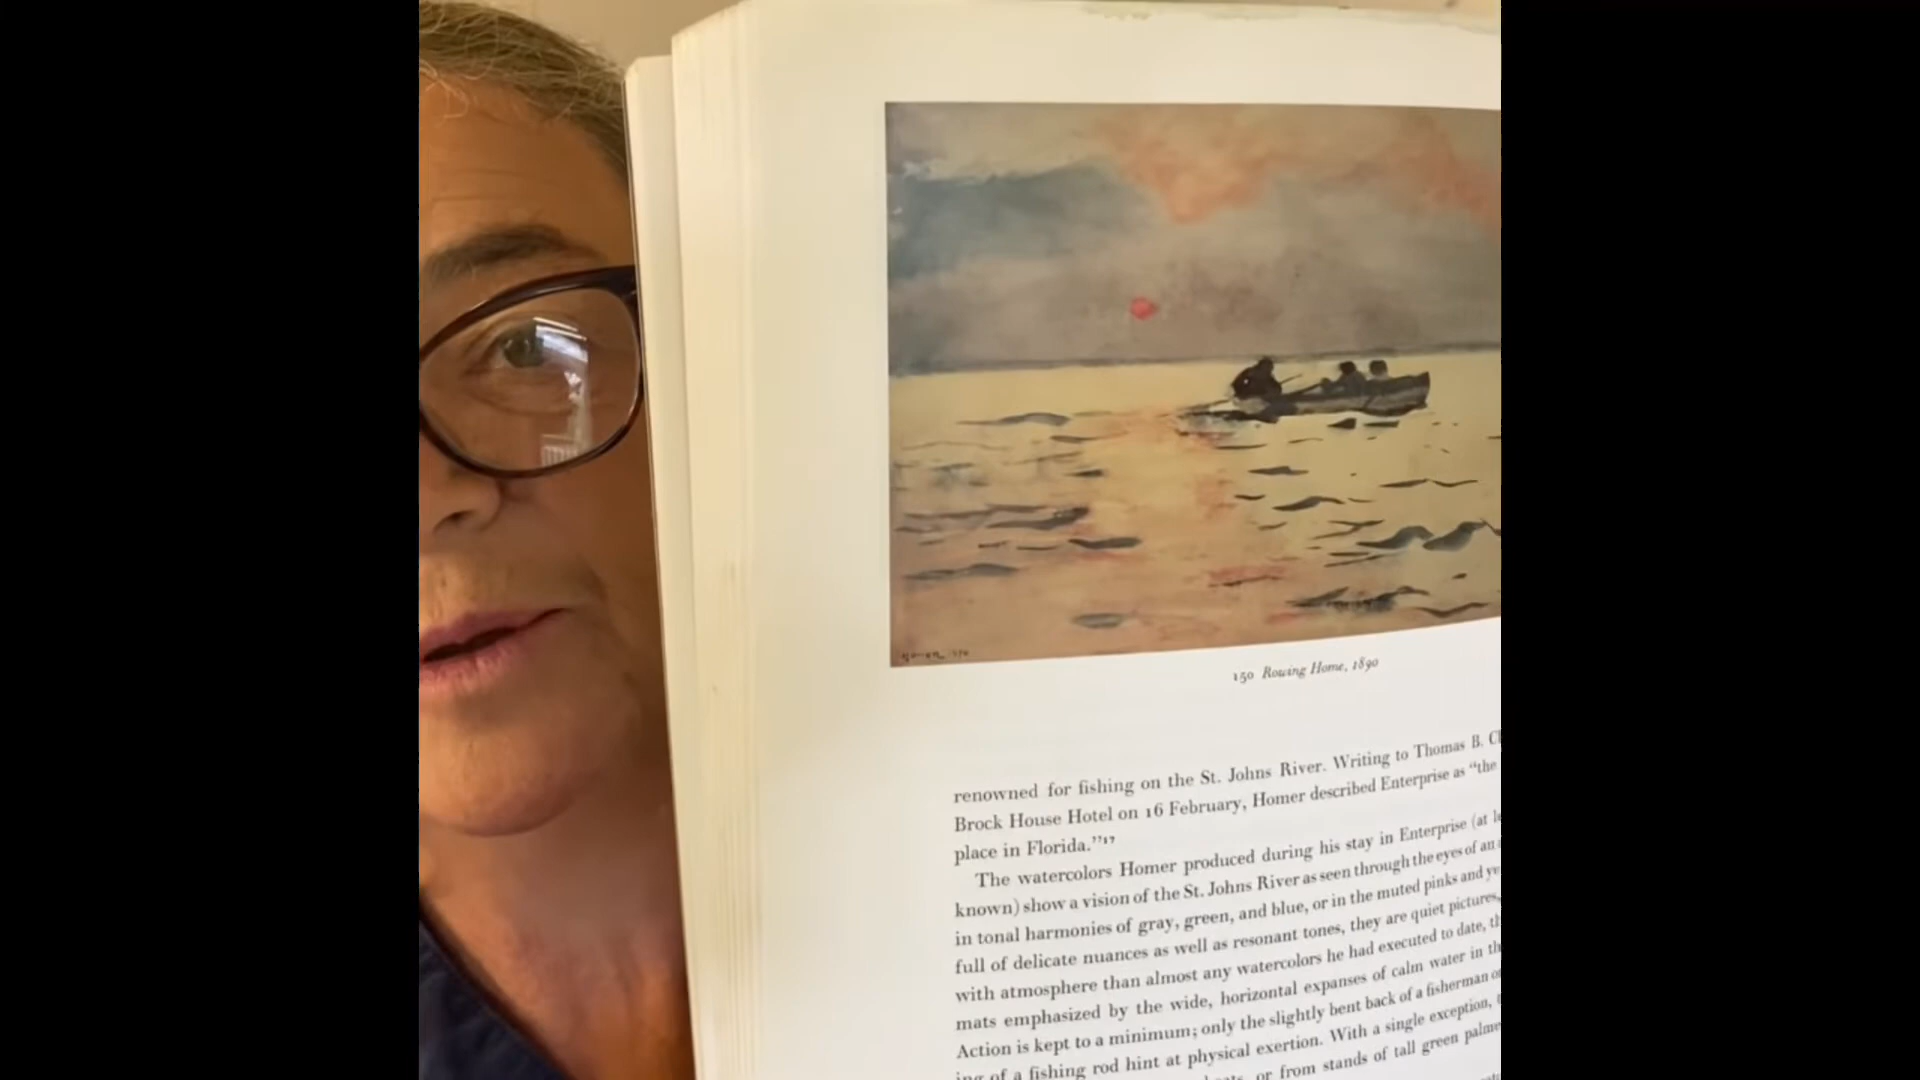 HOMER 1890
150 Rowing Home, 1890
renowned for fishing on the St. Johns River. Writing to Thomas B.
Brock House Hotel on 16 February, Homer described Enterprise as “the
place in Florida.”17
The watercolors Homer produced during his stay in Enterprise (at
known) show a vision of the St. Johns River as seen through the eyes of an
in tonal harmonies of gray, green, and blue, or in the muted pinks and
full of delicate nuances as well as resonant tones, they are quiet pictures,
with atmosphere than almost any watercolors he had executed to date,
mats emphasized by the wide, horizontal expanses of calm water in
Action is kept to a minimum; only the slightly bent back of a fisherman
ing of a fishing rod hint at physical exertion. With a single exception,
or from stands of tall green